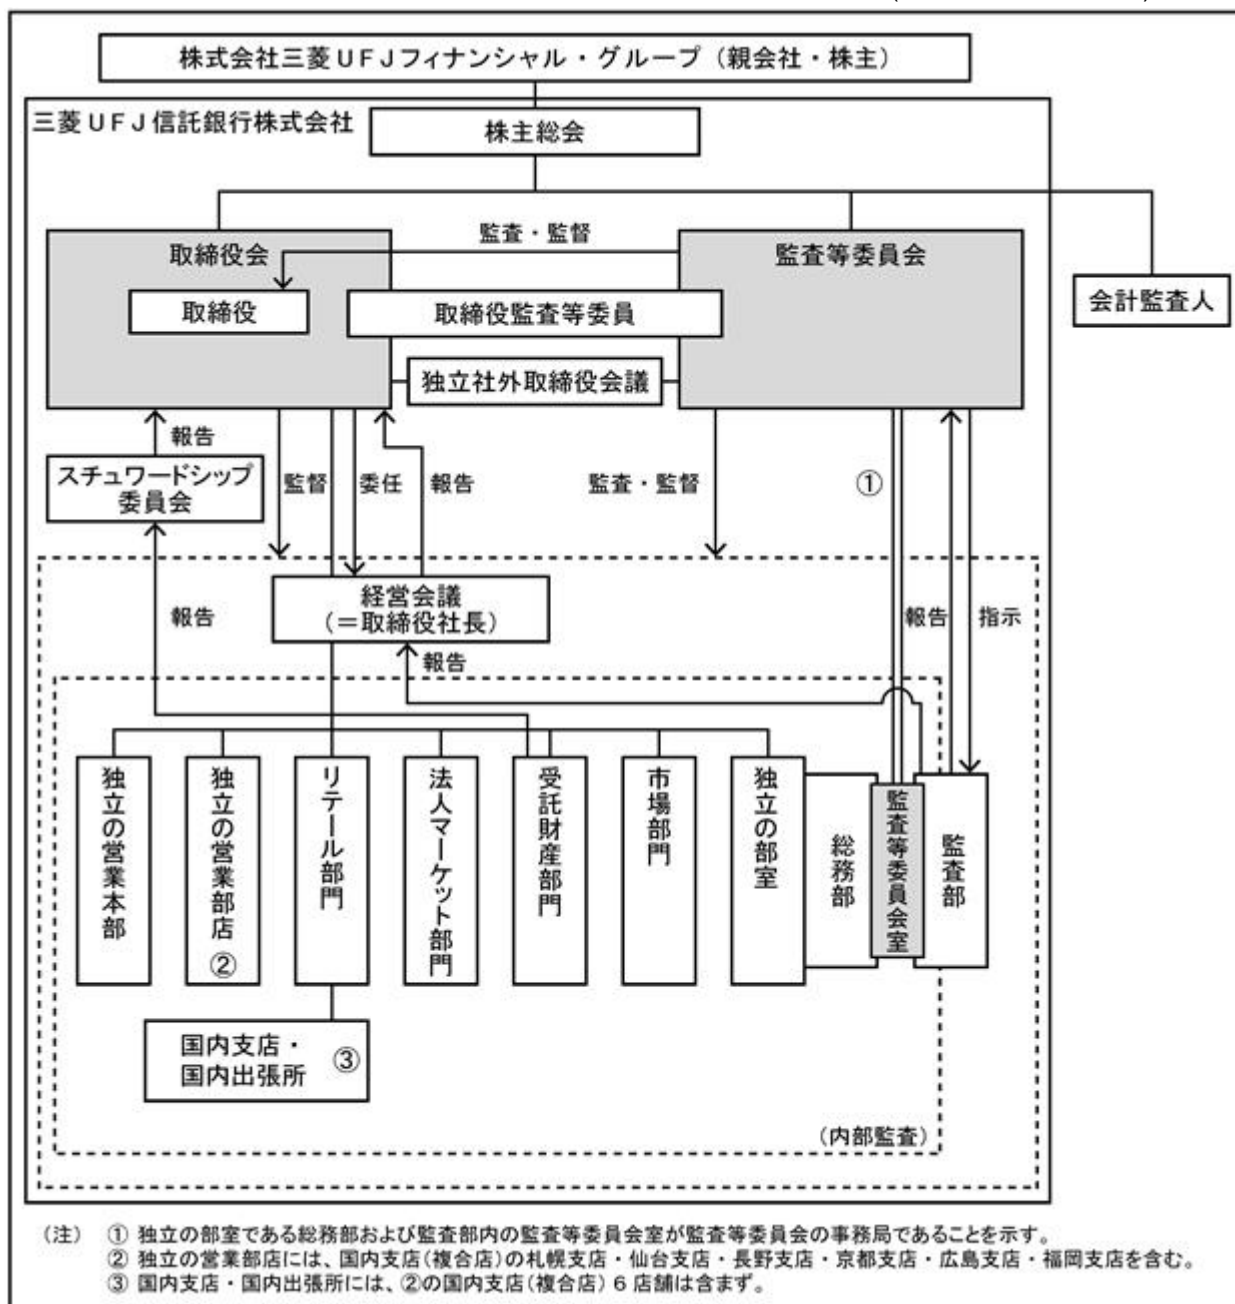 株式会社三菱UFJフィナンシャル・グループ（親会社・株主）
三菱UFJ信託銀行株式会社
株主総会
取締役会
監査・監督
監査等委員会
取締役
取締役監査等委員
会計監査人
独立社外取締役会議
報告
スチュワードシップ
委員会
監督
委任
報告
監査・監督
①
経営会議
（＝取締役社長）
報告
報告
指示
報告
独立の営業本部
独立の営業部店②
リテール部門
法人マーケット部門
受託財産部門
市場部門
独立の部室
総務部
監査等委員会室
監査部
国内支店・
国内出張所
③
（内部監査）
（注） ① 独立の部室である総務部および監査部内の監査等委員会室が監査等委員会の事務局であることを示す。
② 独立の営業部店には、国内支店（複合店）の札幌支店・仙台支店・長野支店・京都支店・広島支店・福岡支店を含む。
③ 国内支店・国内出張所には、②の国内支店（複合店）６店舗は含まず。